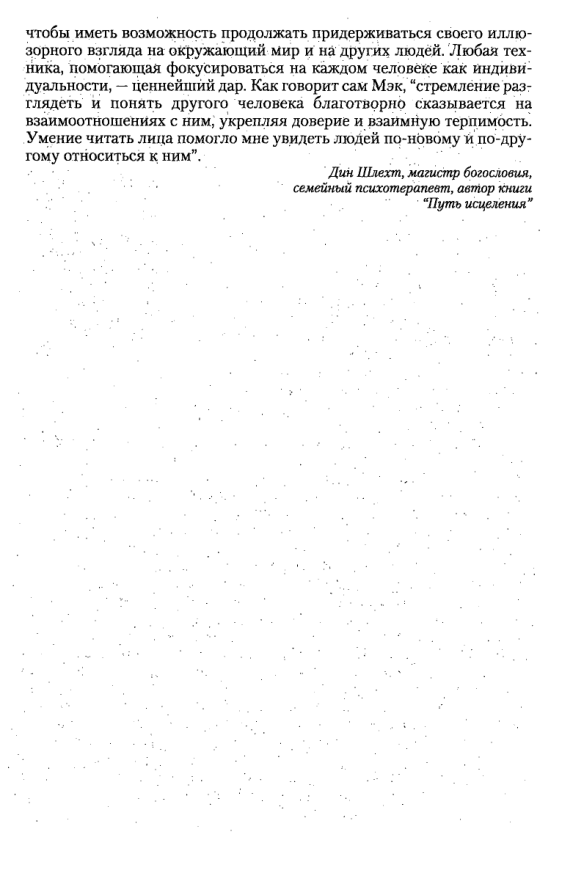 чтобы иметь возможность продолжать придерживаться своего иллю-
зорного взгляда на окружающий мир и на других людей. Любая тех-
ника, помогающая фокусироваться на каждом человеке как индиви-
дуальности, – ценнейший дар. Как говорит сам Мэк, “стремление раз-
глядеть и понять другого человека благотворно сказывается на
взаимоотношениях с ним, укрепляя доверие и взаимную терпимость.
Умение читать лица помогло мне увидеть людей по-новому и по-дру-
гому относиться к ним”.
Дин Шлехт, магистр богословия,
семейный психотерапевт, автор книги
“Путь исцеления”